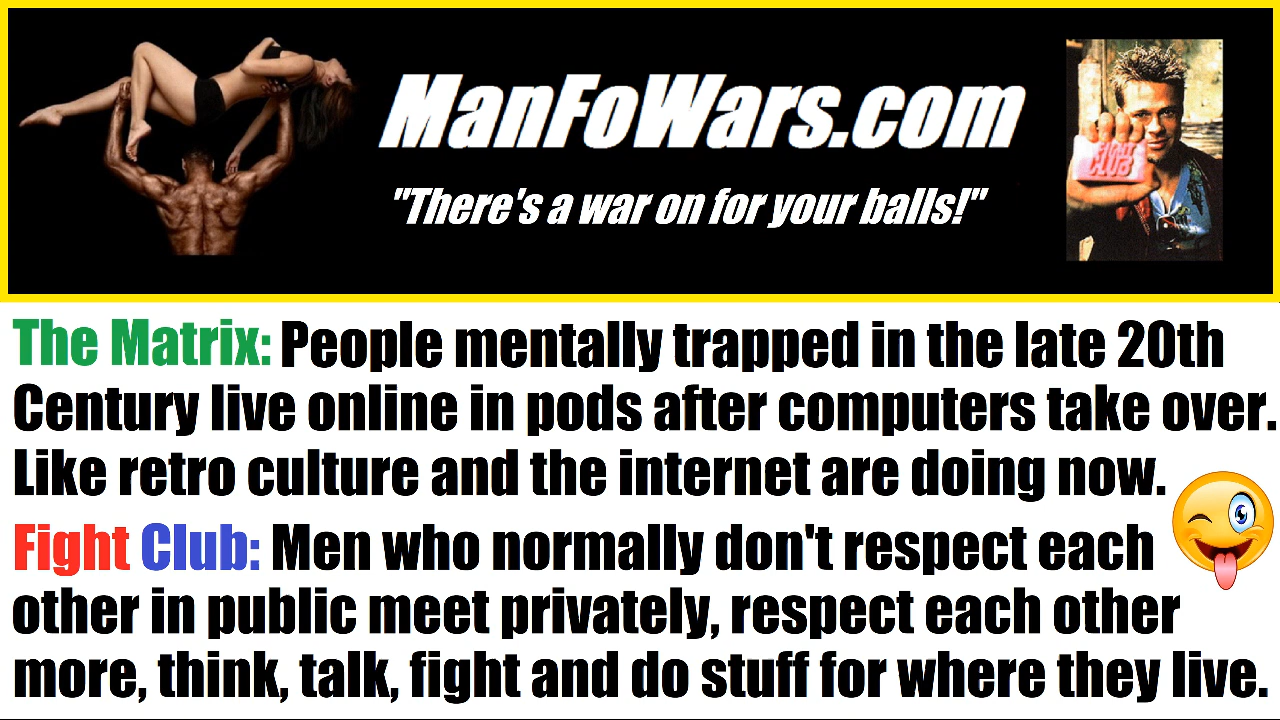 ManFoWars.com
"There's a war on for your balls!"
FIGHT
CLUB
The Matrix: People mentally trapped in the late 20th
Century live online in pods after computers take over.
Like retro culture and the internet are doing now.
Fight Club: Men who normally don't respect each
other in public meet privately, respect each other
more, think, talk, fight and do stuff for where they live.